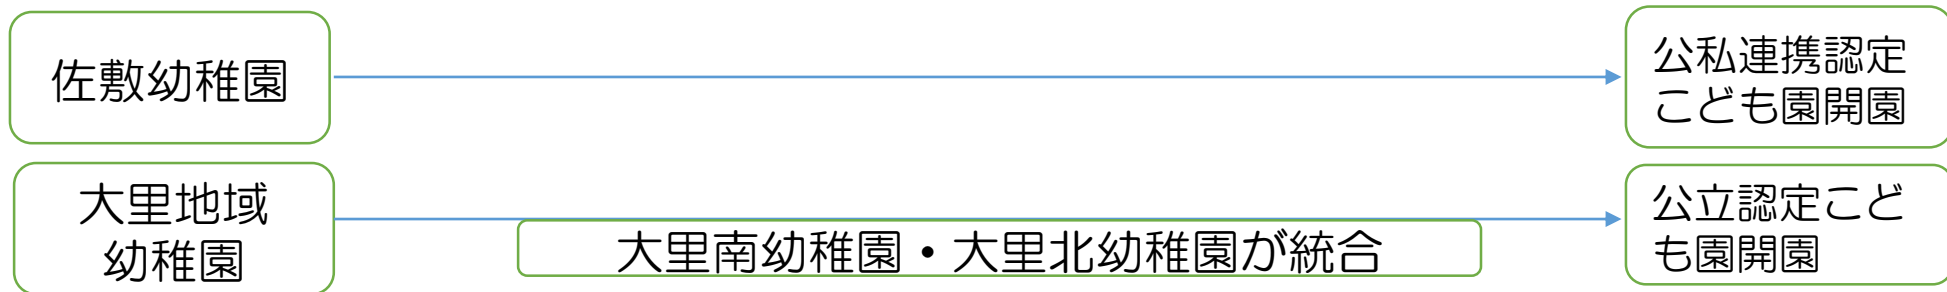 佐敷幼稚園
公私連携認定
こども園開園
大里地域
幼稚園
大里南幼稚園・大里北幼稚園が統合
公立認定こど
も園開園